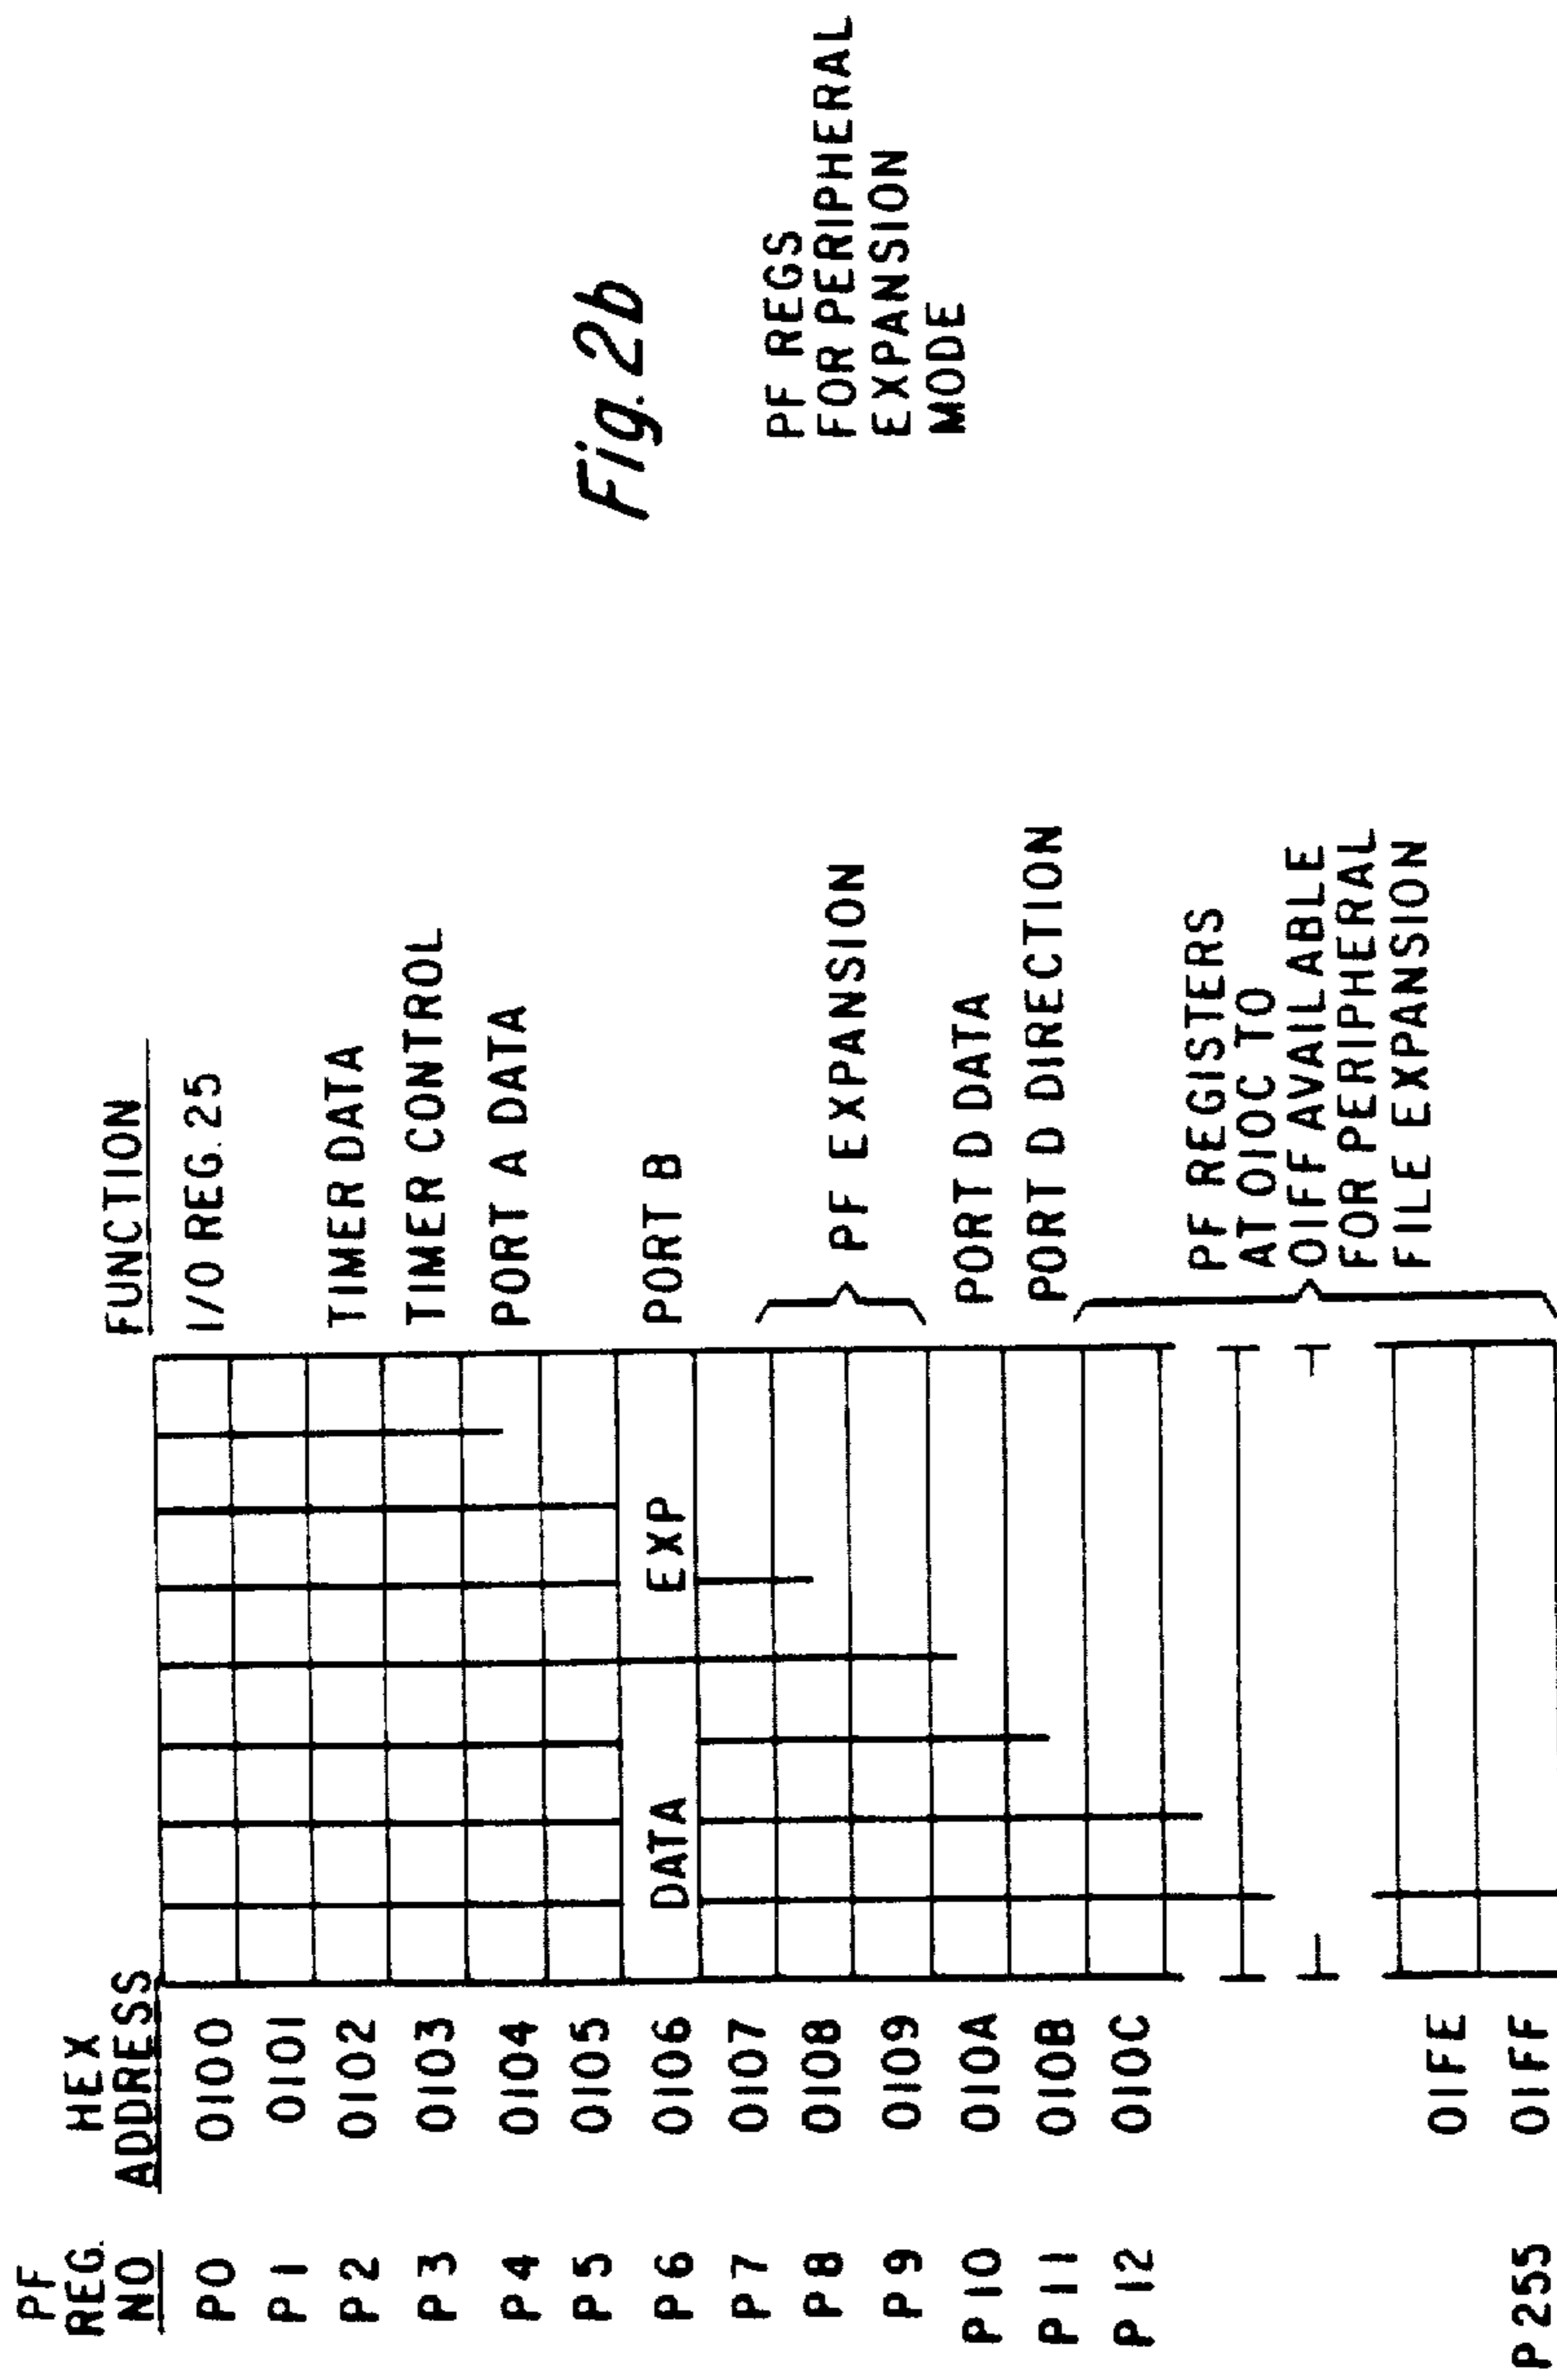 PF
REG.
NO
HEX
ADDRESS
FUNCTION
P0 0100 I/O REG. 25
P1 0101
P2 0102 TIMER DATA
P3 0103 TIMER CONTROL
P4 0104 PORT A DATA
P5 0105
P6 0106 DATA EXP PORT B
P7 0107
P8 0108 PF EXPANSION
P9 0109
P10 010A PORT D DATA
P11 010B PORT D DIRECTION
P12 010C
PF REGISTERS
AT 010C TO
01FF AVAILABLE
FOR PERIPHERAL
FILE EXPANSION
01FE
P255 01FF
Fig. 2b
PF REGS
FOR PERIPHERAL
EXPANSION
MODE